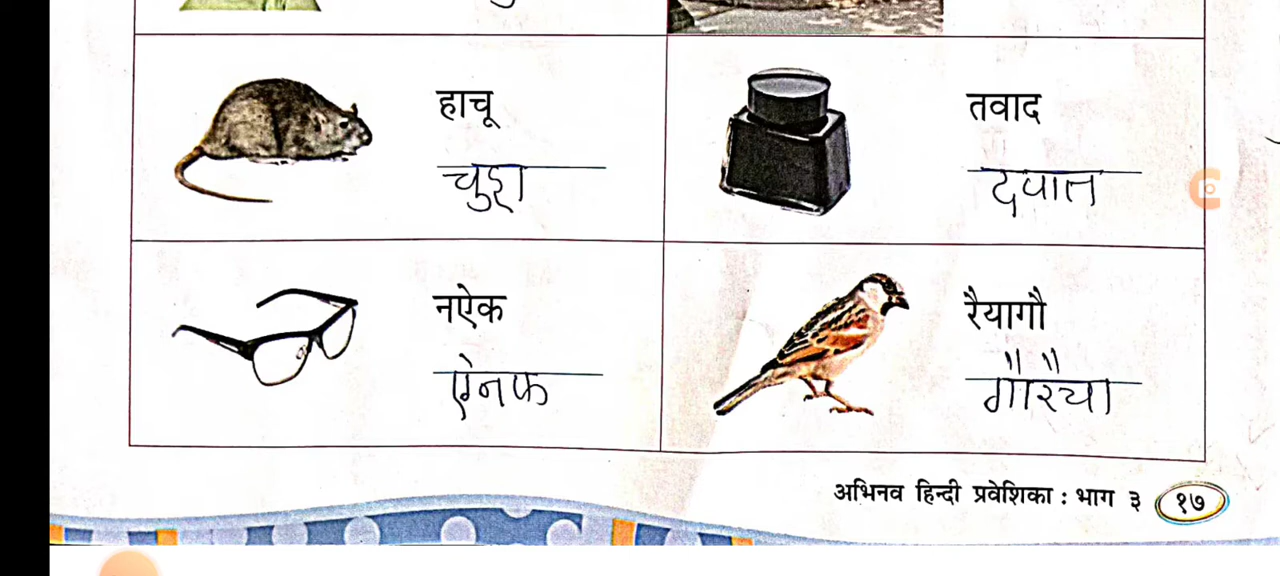 हाचू
चुहा
तवाद
दवात
नऐक
ऐनक
रैयागौ
गौरैया
अभिनव हिन्दी प्रवेशिका : भाग ३ १७